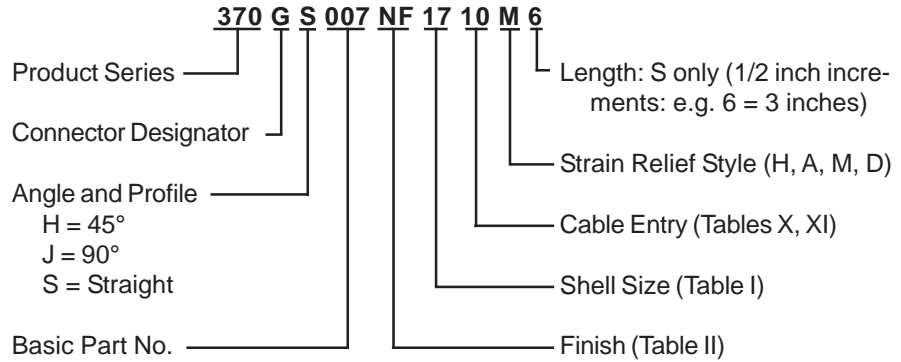 370 G S 007 NF 17 10 M 6
Product Series
Connector Designator
Angle and Profile
H = 45°
J = 90°
S = Straight
Basic Part No.
Length: S only (1/2 inch incre-
ments: e.g. 6 = 3 inches)
Strain Relief Style (H, A, M, D)
Cable Entry (Tables X, XI)
Shell Size (Table I)
Finish (Table II)